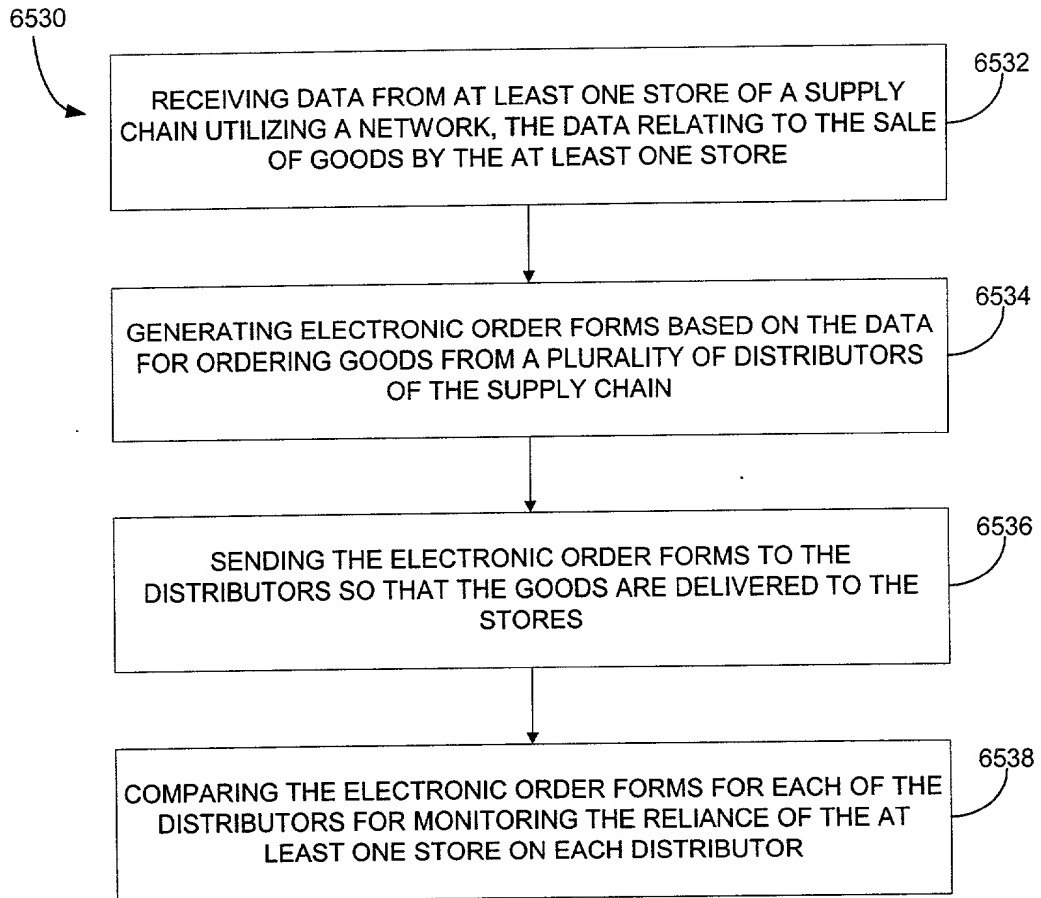 6530
6532
RECEIVING DATA FROM AT LEAST ONE STORE OF A SUPPLY
CHAIN UTILIZING A NETWORK, THE DATA RELATING TO THE SALE
OF GOODS BY THE AT LEAST ONE STORE
6534
GENERATING ELECTRONIC ORDER FORMS BASED ON THE DATA
FOR ORDERING GOODS FROM A PLURALITY OF DISTRIBUTORS
OF THE SUPPLY CHAIN
6536
SENDING THE ELECTRONIC ORDER FORMS TO THE
DISTRIBUTORS SO THAT THE GOODS ARE DELIVERED TO THE
STORES
6538
COMPARING THE ELECTRONIC ORDER FORMS FOR EACH OF THE
DISTRIBUTORS FOR MONITORING THE RELIANCE OF THE AT
LEAST ONE STORE ON EACH DISTRIBUTOR